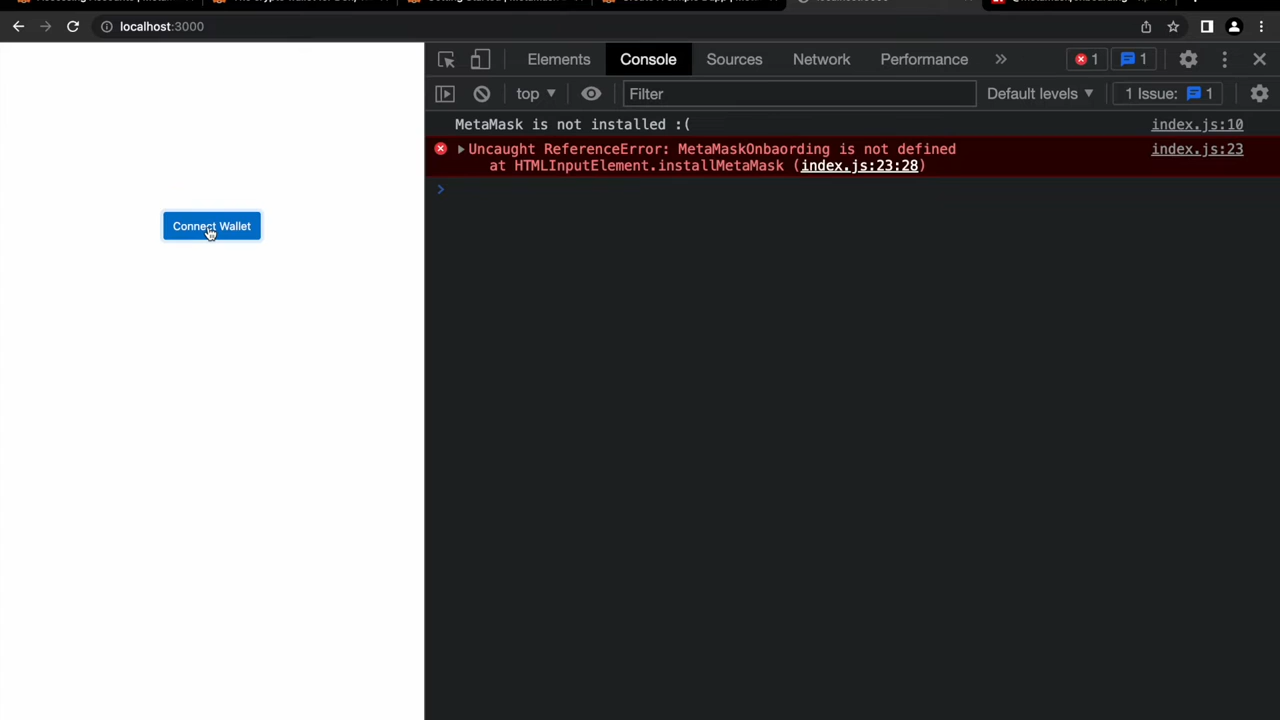 localhost:3000
Elements Console Sources Network Performance » 1 1
top Filter Default levels 1 Issue: 1
MetaMask is not installed :( index.js:10
Uncaught ReferenceError: MetaMaskOnbaording is not defined index.js:23
at HTMLInputElement.installMetaMask (index.js:23:28)
Connect Wallet